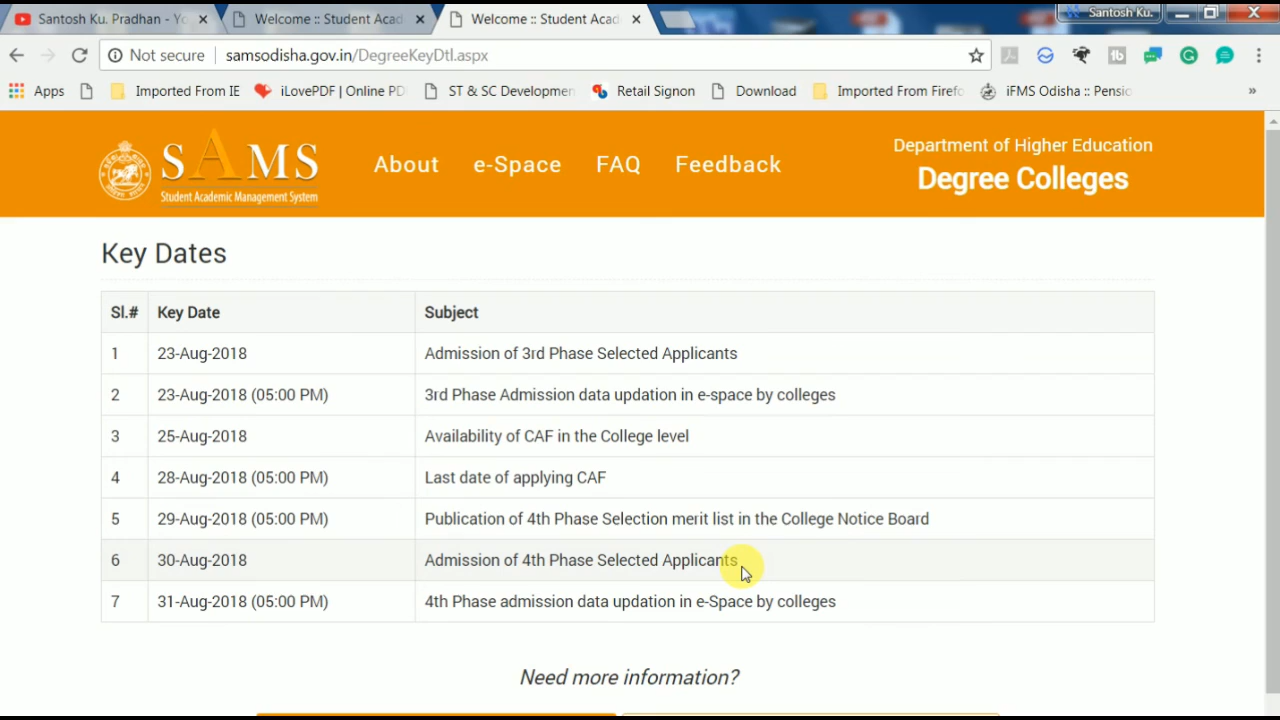 Santosh Ku. Pradhan - Yo
Welcome :: Student Acad
Welcome :: Student Acad
Santosh Ku.
Not secure
samsodisha.gov.in/DegreeKeyDtl.aspx
Apps
Imported From IE
iLovePDF | Online PD
ST & SC Developmen
Retail Signon
Download
Imported From Firefo
iFMS Odisha :: Pensio
»
SAMS
Student Academic Management System
About
e-Space
FAQ
Feedback
Department of Higher Education
Degree Colleges
Key Dates
Sl.# Key Date Subject
1 23-Aug-2018 Admission of 3rd Phase Selected Applicants
2 23-Aug-2018 (05:00 PM) 3rd Phase Admission data updation in e-space by colleges
3 25-Aug-2018 Availability of CAF in the College level
4 28-Aug-2018 (05:00 PM) Last date of applying CAF
5 29-Aug-2018 (05:00 PM) Publication of 4th Phase Selection merit list in the College Notice Board
6 30-Aug-2018 Admission of 4th Phase Selected Applicants
7 31-Aug-2018 (05:00 PM) 4th Phase admission data updation in e-Space by colleges
Need more information?